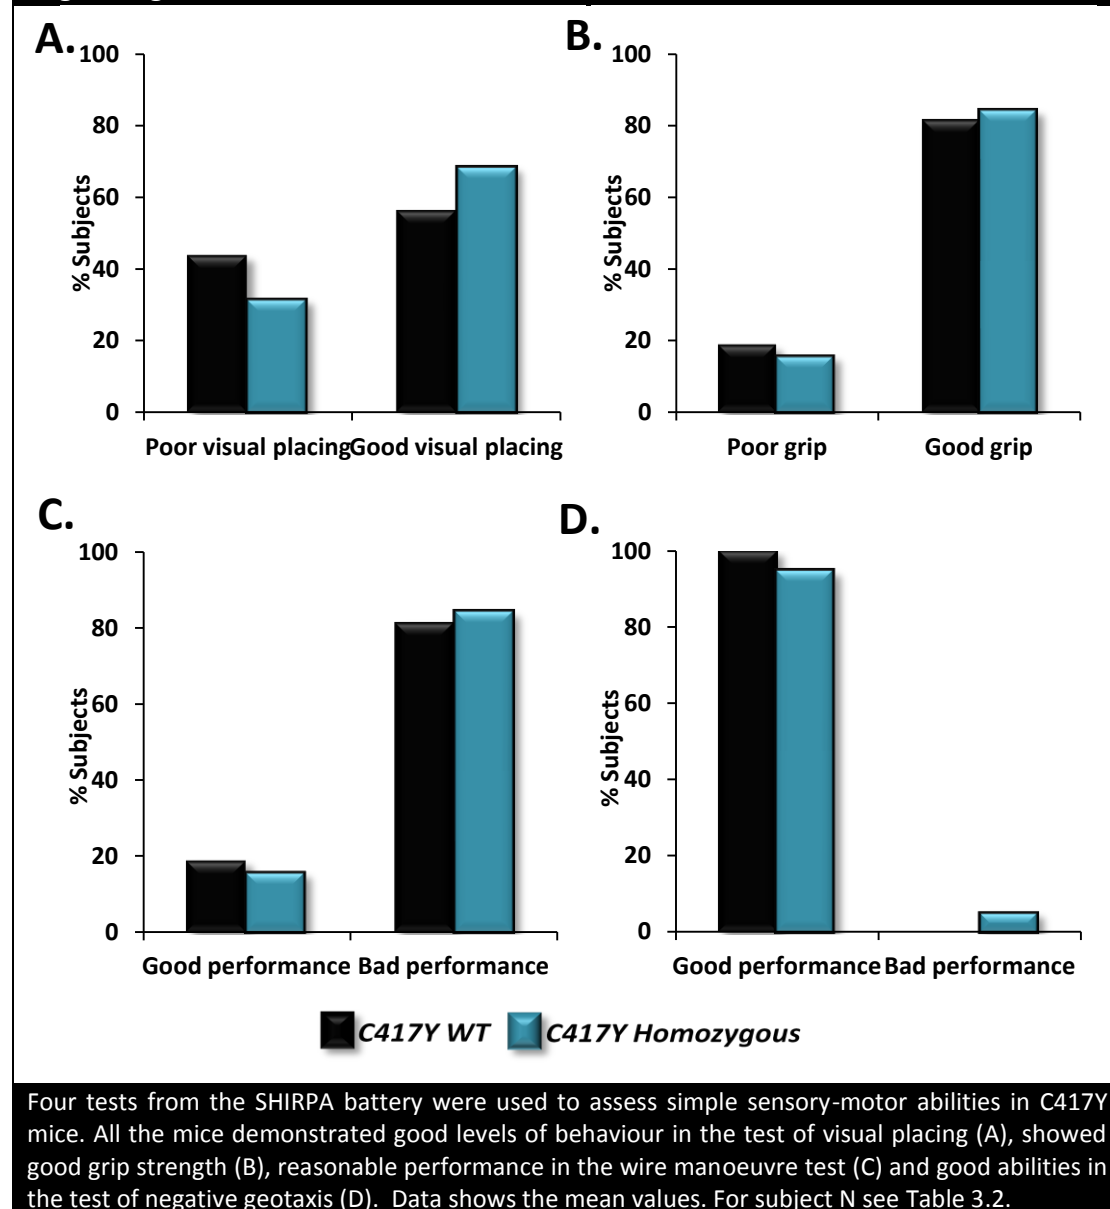 A.
100
80
60
40
20
0
% Subjects
Poor visual placing Good visual placing
B.
100
80
60
40
20
0
% Subjects
Poor grip Good grip
C.
100
80
60
40
20
0
% Subjects
Good performance Bad performance
D.
100
80
60
40
20
0
% Subjects
Good performance Bad performance
C417Y WT C417Y Homozygous
Four tests from the SHIRPA battery were used to assess simple sensory-motor abilities in C417Y
mice. All the mice demonstrated good levels of behaviour in the test of visual placing (A), showed
good grip strength (B), reasonable performance in the wire manoeuvre test (C) and good abilities in
the test of negative geotaxis (D). Data shows the mean values. For subject N see Table 3.2.